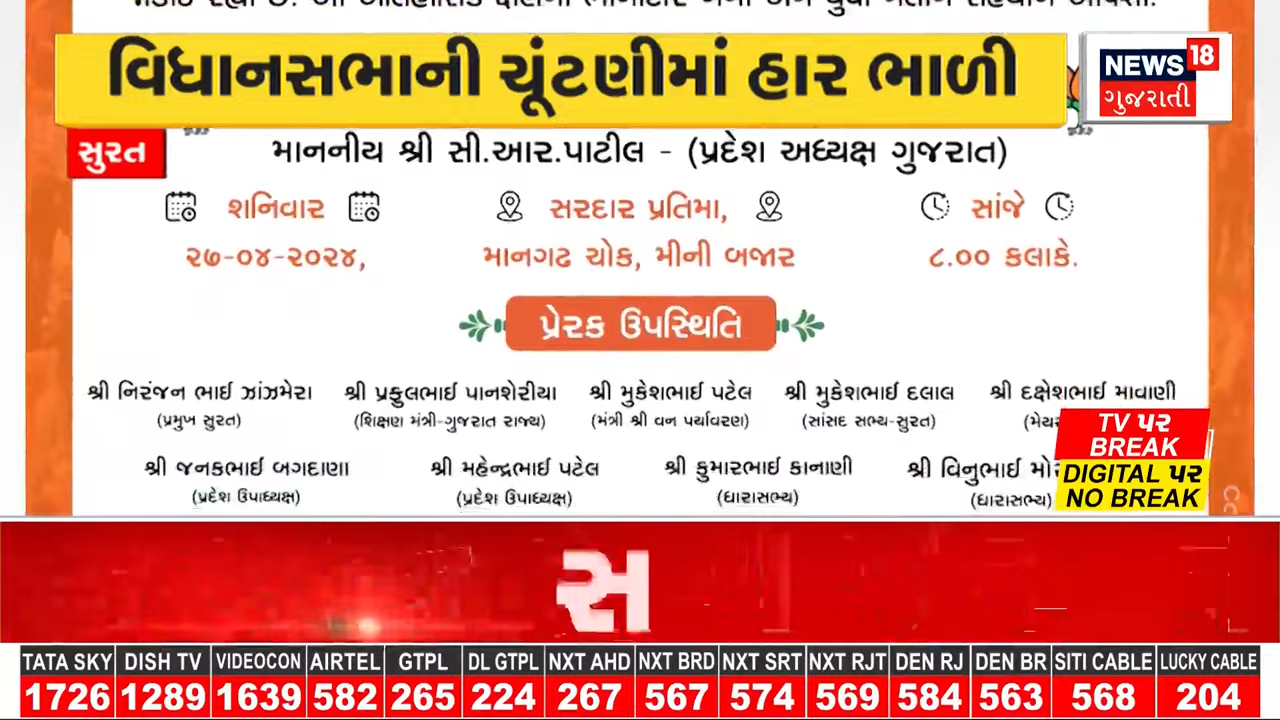 વિધાનસભાની ચૂંટણીમાં હાર ભાળી
NEWS 18
ગુજરાતી
સુરત
માનનીય શ્રી સી.આર.પાટીલ - (પ્રદેશ અધ્યક્ષ ગુજરાત)
શનિવાર સરદાર પ્રતિમા, સાંજે
૨૭-૦૪-૨૦૨૪, માનગઢ ચોક, મીની બજાર ૮.૦૦ કલાકે.
પ્રેરક ઉપસ્થિતિ
શ્રી નિરંજન ભાઈ ઝાંઝમેરા શ્રી પ્રફુલભાઈ પાનશેરીયા શ્રી મુકેશભાઈ પટેલ શ્રી મુકેશભાઈ દલાલ શ્રી દક્ષેશભાઈ માવાણી
(પ્રમુખ સુરત) (શિક્ષણ મંત્રી-ગુજરાત રાજ્ય) (મંત્રી શ્રી વન પર્યાવરણ) (સાંસદ સભ્ય-સુરત)
શ્રી જનકભાઈ બગદાણા શ્રી મહેન્દ્રભાઈ પટેલ શ્રી કુમારભાઈ કાનાણી શ્રી વિનુભાઈ
(પ્રદેશ ઉપાધ્યક્ષ) (પ્રદેશ ઉપાધ્યક્ષ) (ધારાસભ્ય) (ધારાસભ્ય)
TV પર
BREAK
DIGITAL પર
NO BREAK
સ
TATA SKY DISH TV VIDEOCON AIRTEL GTPL DL GTPL NXT AHD NXT BRD NXT SRT NXT RJT DEN RJ DEN BR SITI CABLE LUCKY CABLE
1726 1289 1639 582 265 224 267 567 574 569 584 563 568 204